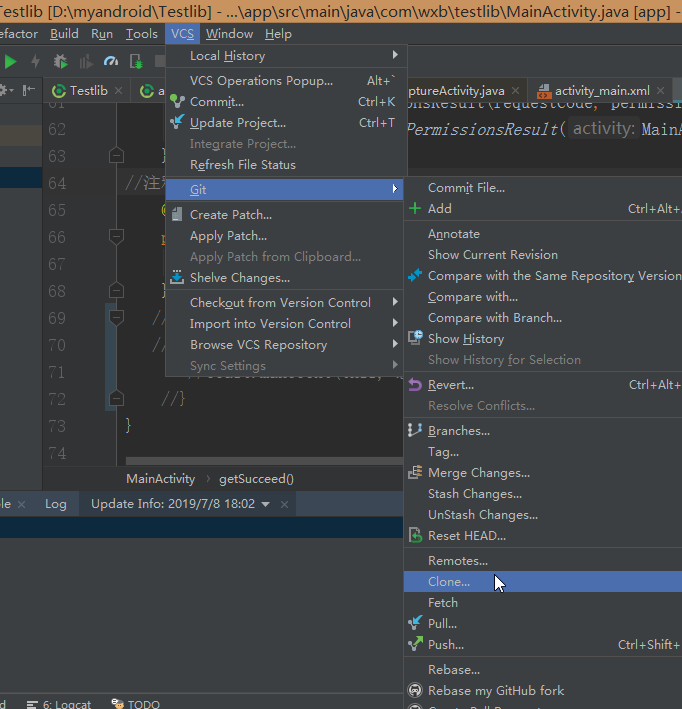 Testlib [D:\myandroid\Testlib] - ...\app\src\main\java\com\wxb\testlib\MainActivity.java [app] -
efactor Build Run Tools VCS Window Help
Local History
VCS Operations Popup... Alt+`
Commit... Ctrl+K
Update Project... Ctrl+T
Integrate Project...
Refresh File Status
Git
Create Patch...
Apply Patch...
Apply Patch from Clipboard...
Shelve Changes...
Checkout from Version Control
Import into Version Control
Browse VCS Repository
Sync Settings
Testlib
a
ptureActivity.java
activity_main.xml
onsResult(requestCode, permiss
PermissionsResult( activity: MainA
62
63 }
64 //注
65
66
67
68 }
69 //
70 //
71
72 //}
73 }
74
MainActivity getSucceed()
Commit File...
Add Ctrl+Alt+
Annotate
Show Current Revision
Compare with the Same Repository Version
Compare with...
Compare with Branch...
Show History
Show History for Selection
Revert... Ctrl+Alt+
Resolve Conflicts...
Branches...
Tag...
Merge Changes...
Stash Changes...
UnStash Changes...
Reset HEAD...
Remotes...
Clone...
Fetch
Pull...
Push... Ctrl+Shift+
Rebase...
Rebase my GitHub fork
le Log Update Info: 2019/7/8 18:02
6: Logcat TODO